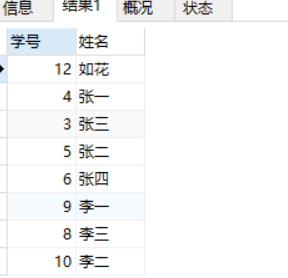 信息 结果1 概况 状态
学号 姓名
12 如花
4 张一
3 张三
5 张二
6 张四
9 李一
8 李三
10 李二